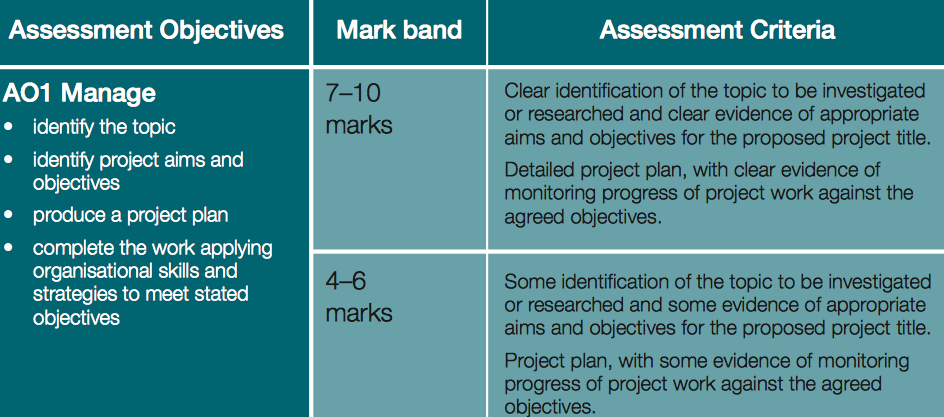 Assessment Objectives
Mark band
Assessment Criteria
AO1 Manage
• identify the topic
• identify project aims and
objectives
• produce a project plan
• complete the work applying
organisational skills and
strategies to meet stated
objectives
7–10
marks
Clear identification of the topic to be investigated
or researched and clear evidence of appropriate
aims and objectives for the proposed project title.
Detailed project plan, with clear evidence of
monitoring progress of project work against the
agreed objectives.
4–6
marks
Some identification of the topic to be investigated
or researched and some evidence of appropriate
aims and objectives for the proposed project title.
Project plan, with some evidence of monitoring
progress of project work against the agreed
objectives.